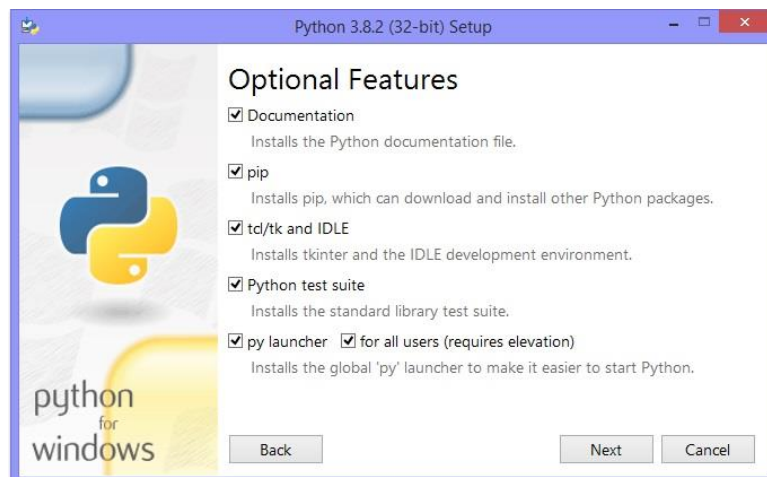 Python 3.8.2 (32-bit) Setup
Optional Features
Documentation
Installs the Python documentation file.
pip
Installs pip, which can download and install other Python packages.
tcl/tk and IDLE
Installs tkinter and the IDLE development environment.
Python test suite
Installs the standard library test suite.
py launcher for all users (requires elevation)
Installs the global 'py' launcher to make it easier to start Python.
python
for
windows
Back Next Cancel